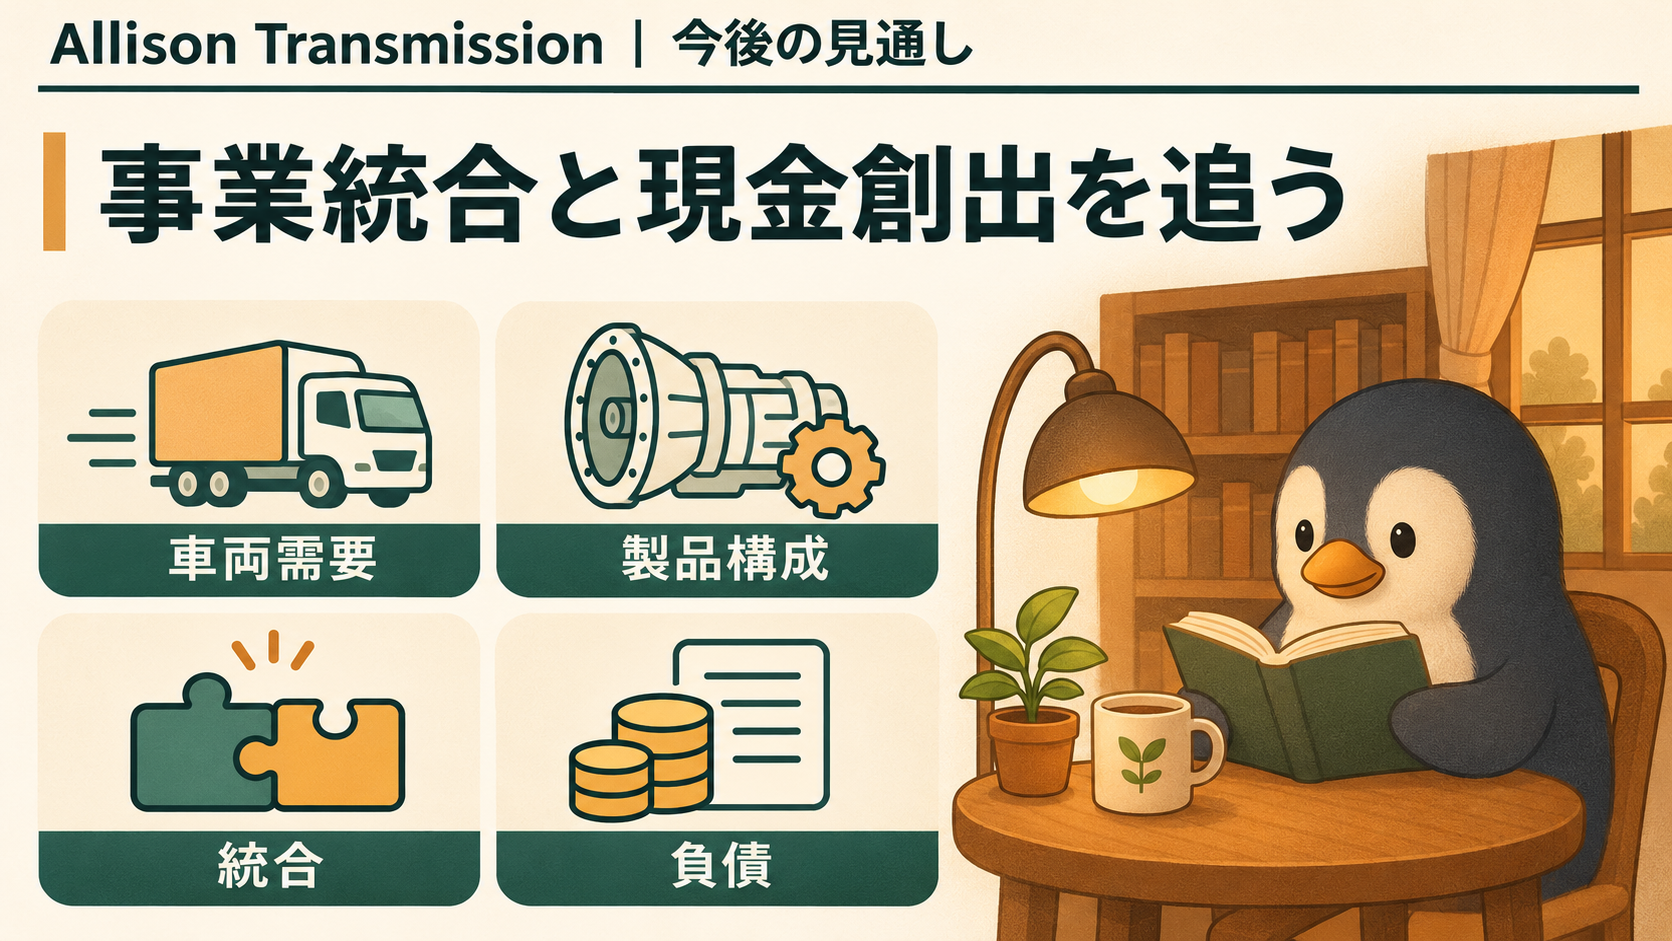 Allison Transmission | 今後の見通し
事業統合と現金創出を追う
車両需要
製品構成
統合
負債